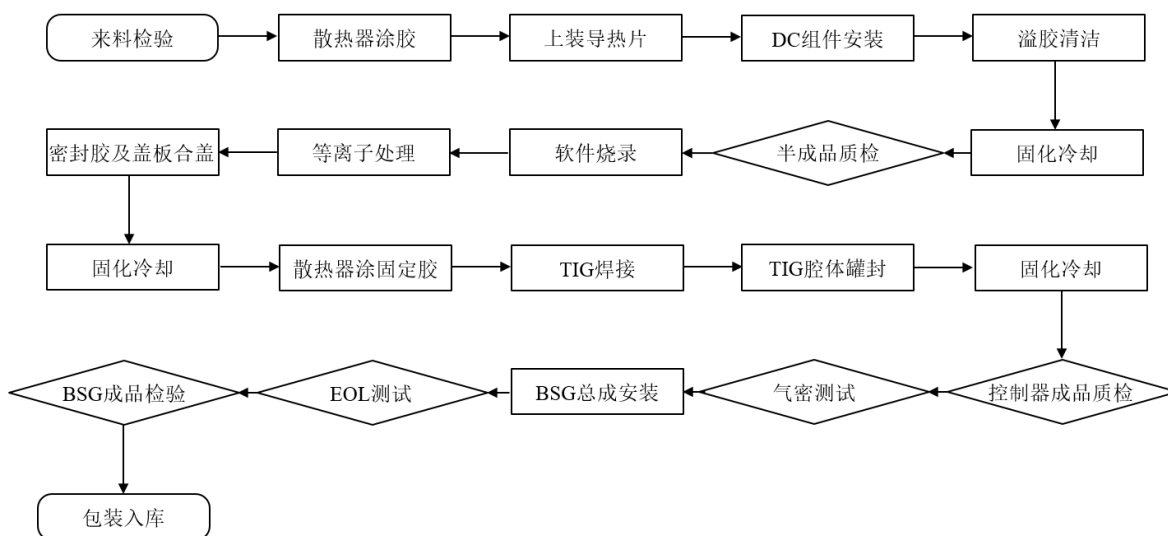 来料检验
散热器涂胶
上装导热片
DC组件安装
溢胶清洁
密封胶及盖板合盖
等离子处理
软件烧录
半成品质检
固化冷却
固化冷却
散热器涂固定胶
TIG焊接
TIG腔体罐封
固化冷却
BSG成品检验
EOL测试
BSG总成安装
气密测试
控制器成品质检
包装入库